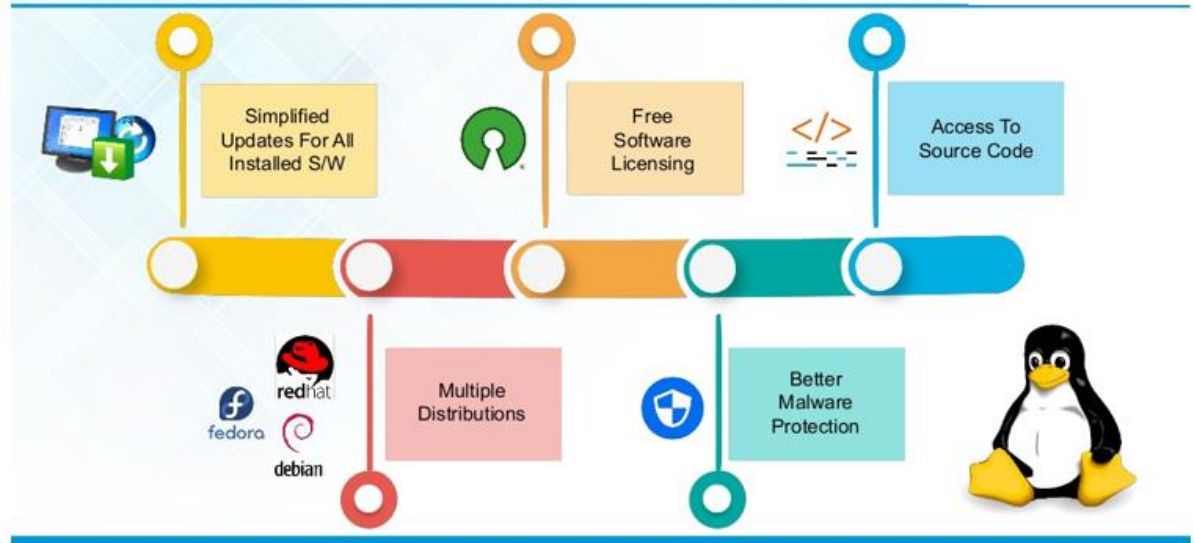 Simplified
Updates For All
Installed S/W
Free
Software
Licensing
</>
Access To
Source Code
redhat
fedora
debian
Multiple
Distributions
Better
Malware
Protection